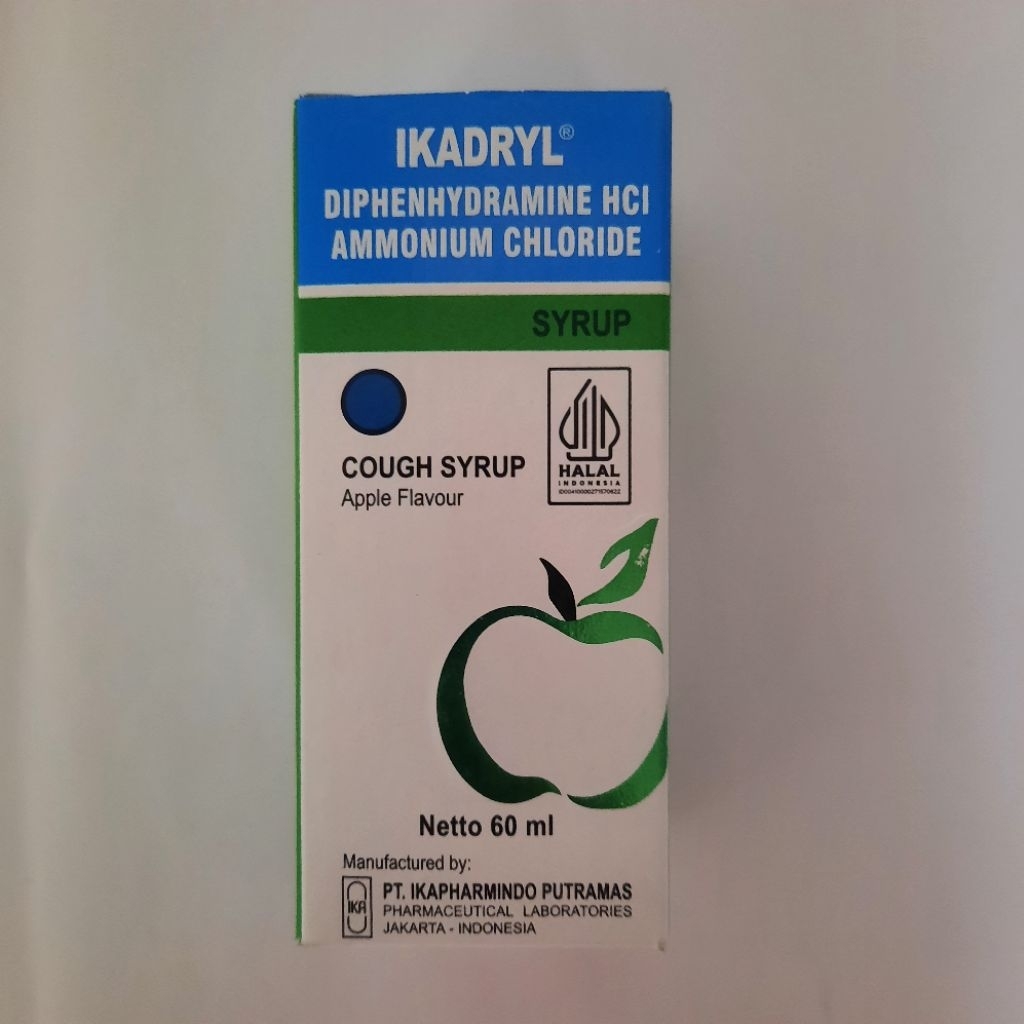 IKADRYL®
DIPHENHYDRAMINE HCl
AMMONIUM CHLORIDE
SYRUP
HALAL
INDONESIA
COUGH SYRUP
Apple Flavour
Netto 60 ml
Manufactured by:
IKA
PT. IKAPHARMINDO PUTRAMAS
PHARMACEUTICAL LABORATORIES
JAKARTA - INDONESIA